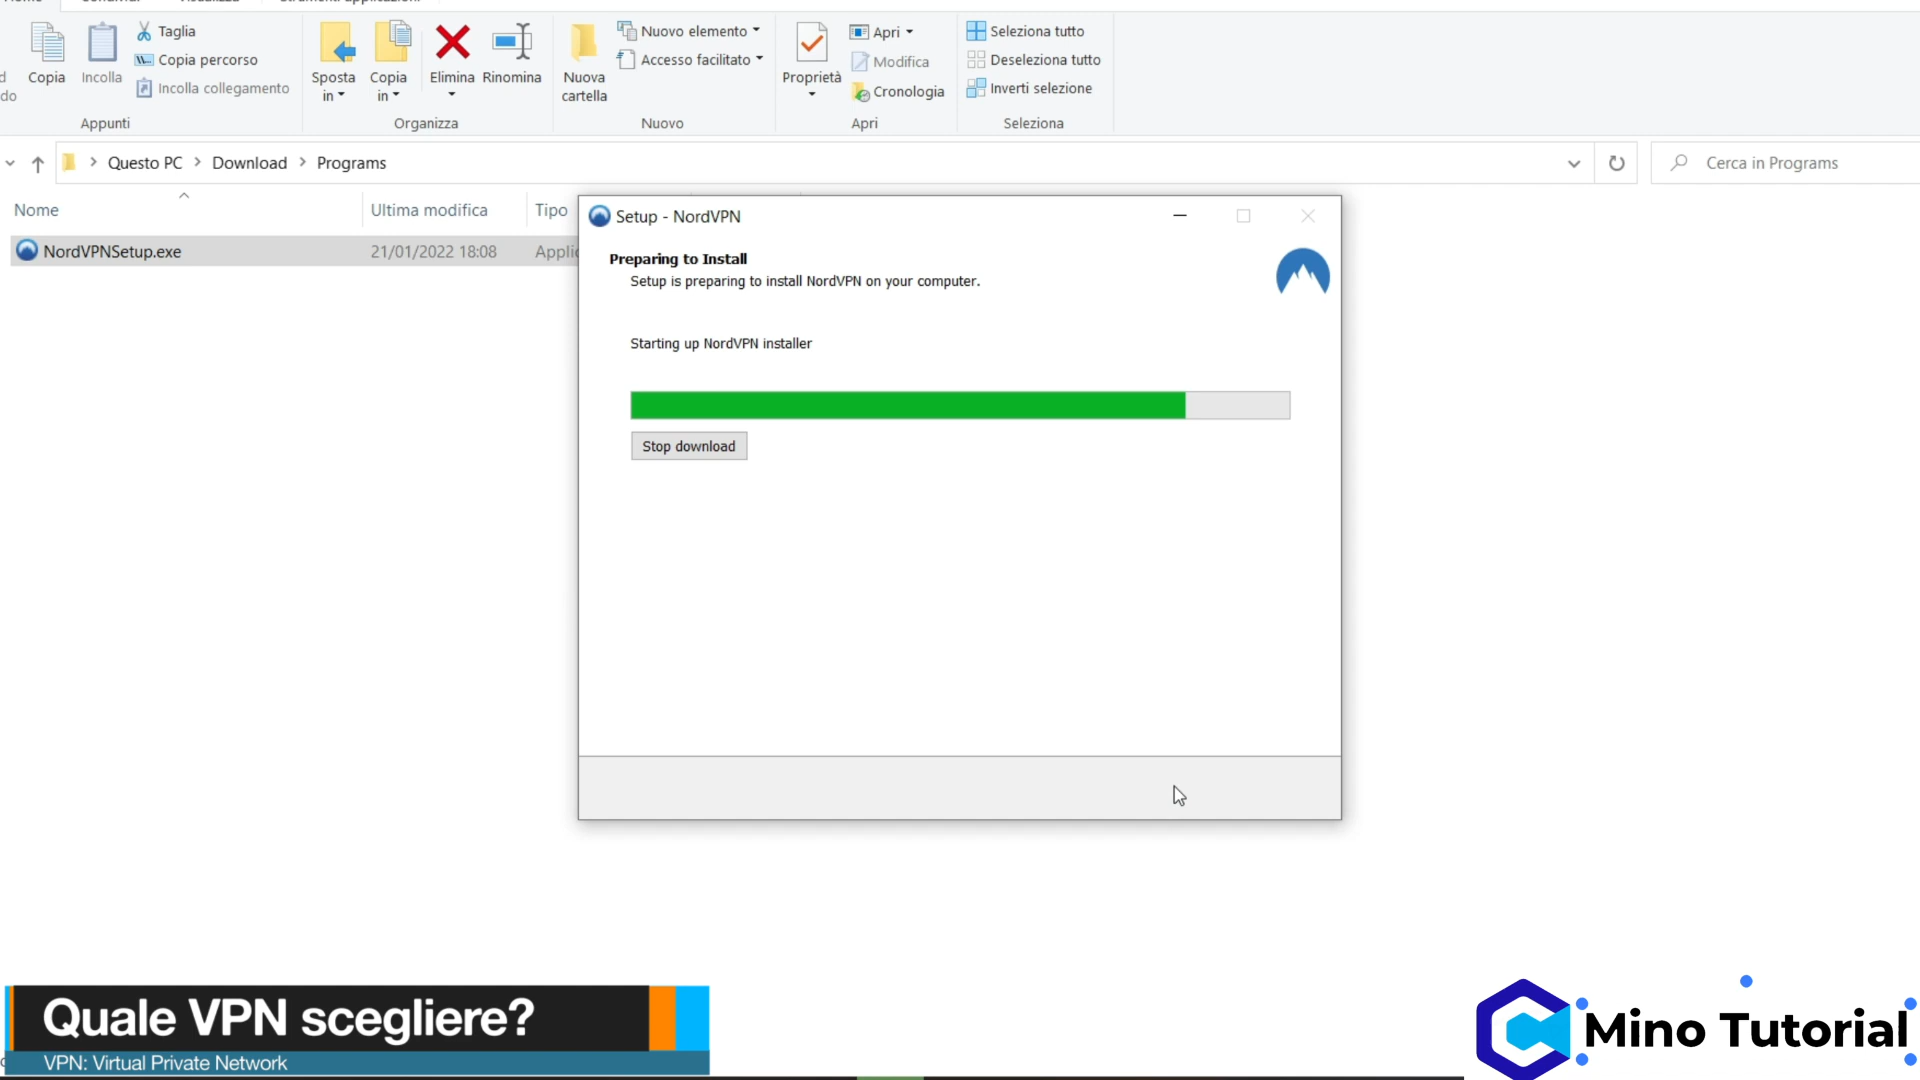 Taglia
Copia percorso
Incolla collegamento
Copia
Incolla
Appunti
Sposta
in
Copia
in
Elimina
Rinomina
Organizza
Nuova
cartella
Nuovo elemento
Accesso facilitato
Nuovo
Proprietà
Apri
Modifica
Cronologia
Apri
Seleziona tutto
Deseleziona tutto
Inverti selezione
Seleziona
Questo PC > Download > Programs
Cerca in Programs
Nome
Ultima modifica
Tipo
NordVPNSetup.exe
21/01/2022 18:08
Setup - NordVPN
Preparing to Install
Setup is preparing to install NordVPN on your computer.
Starting up NordVPN installer
Stop download
Quale VPN scegliere?
VPN: Virtual Private Network
Mino Tutorial